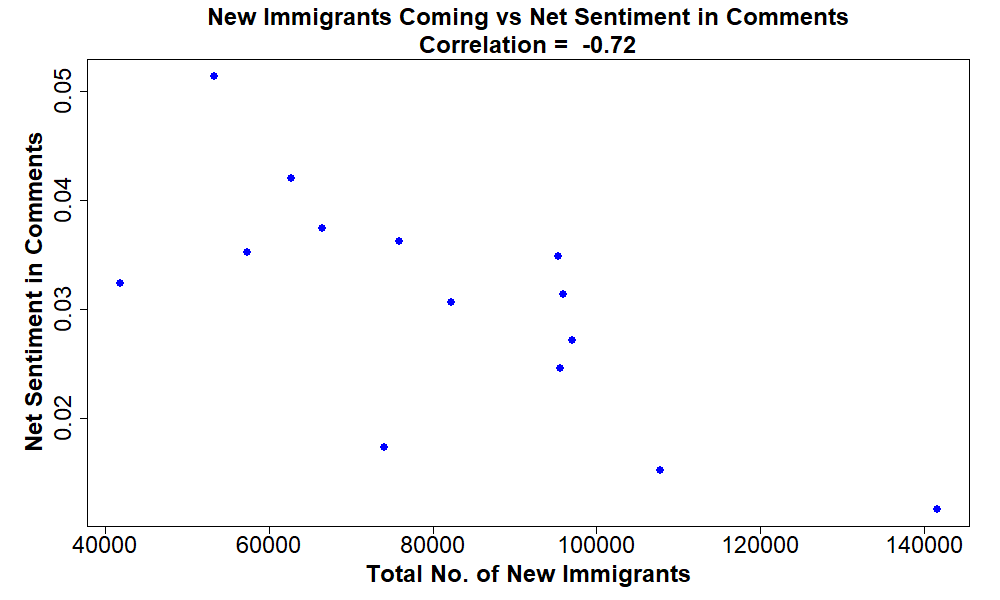 New Immigrants Coming vs Net Sentiment in Comments
Correlation =  -0.72
Net Sentiment in Comments
0.05
0.04
0.03
0.02
40000 60000 80000 100000 120000 140000
Total No. of New Immigrants